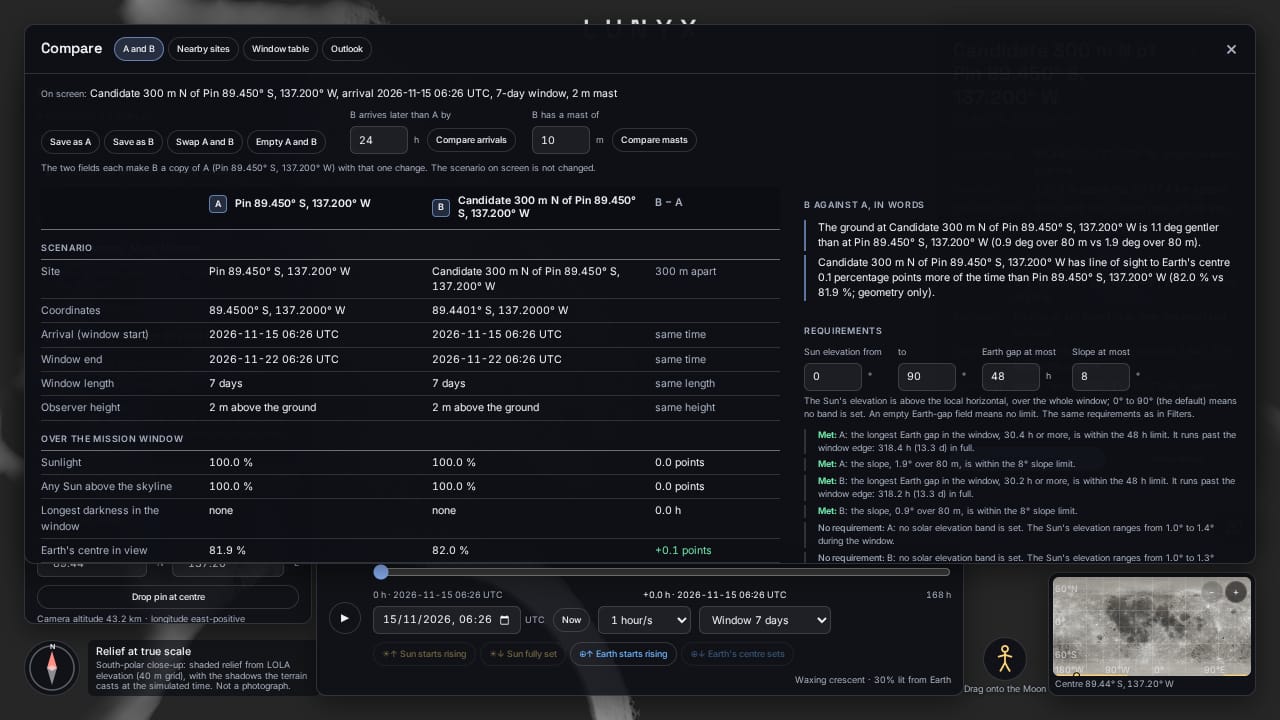 LUNYX
Compare
A and B
Nearby sites
Window table
Outlook
×
On screen: Candidate 300 m N of Pin 89.450° S, 137.200° W, arrival 2026-11-15 06:26 UTC, 7-day window, 2 m mast
B arrives later than A by
B has a mast of
Save as A
Save as B
Swap A and B
Empty A and B
24 h
Compare arrivals
10 m
Compare masts
The two fields each make B a copy of A (Pin 89.450° S, 137.200° W) with that one change. The scenario on screen is not changed.
A Pin 89.450° S, 137.200° W
B Candidate 300 m N of Pin 89.450° S, 137.200° W
B − A
SCENARIO
Site Pin 89.450° S, 137.200° W Candidate 300 m N of Pin 89.450° S, 300 m apart
137.200° W
Coordinates 89.4500° S, 137.2000° W 89.4401° S, 137.2000° W
Arrival (window start) 2026-11-15 06:26 UTC 2026-11-15 06:26 UTC same time
Window end 2026-11-22 06:26 UTC 2026-11-22 06:26 UTC same time
Window length 7 days 7 days same length
Observer height 2 m above the ground 2 m above the ground same height
OVER THE MISSION WINDOW
Sunlight 100.0 % 100.0 % 0.0 points
Any Sun above the skyline 100.0 % 100.0 % 0.0 points
Longest darkness in the none none 0.0 h
window
Earth's centre in view 81.9 % 82.0 % +0.1 points
B AGAINST A, IN WORDS
The ground at Candidate 300 m N of Pin 89.450° S, 137.200° W is 1.1 deg gentler
than at Pin 89.450° S, 137.200° W (0.9 deg over 80 m vs 1.9 deg over 80 m).
Candidate 300 m N of Pin 89.450° S, 137.200° W has line of sight to Earth's centre
0.1 percentage points more of the time than Pin 89.450° S, 137.200° W (82.0 % vs
81.9 %; geometry only).
REQUIREMENTS
Sun elevation from to Earth gap at most Slope at most
0 ° 90 ° 48 h 8 °
The Sun's elevation is above the local horizontal, over the whole window; 0° to 90° (the default) means
no band is set. An empty Earth-gap field means no limit. The same requirements as in Filters.
Met: A: the longest Earth gap in the window, 30.4 h or more, is within the 48 h limit. It runs past the
window edge: 318.4 h (13.3 d) in full.
Met: A: the slope, 1.9° over 80 m, is within the 8° slope limit.
Met: B: the longest Earth gap in the window, 30.2 h or more, is within the 48 h limit. It runs past the
window edge: 318.2 h (13.3 d) in full.
Met: B: the slope, 0.9° over 80 m, is within the 8° slope limit.
No requirement: A: no solar elevation band is set. The Sun's elevation ranges from 1.0° to 1.4°
during the window.
No requirement: B: no solar elevation band is set. The Sun's elevation ranges from 1.0° to 1.3°
Drop pin at centre
Camera altitude 43.2 km · longitude east-positive
N
Relief at true scale
South-polar close-up: shaded relief from LOLA
elevation (40 m grid), with the shadows the terrain
casts at the simulated time. Not a photograph.
0 h · 2026-11-15 06:26 UTC +0.0 h · 2026-11-15 06:26 UTC 168 h
15/11/2026, 06:26 UTC Now 1 hour/s Window 7 days
☀↑ Sun starts rising
☀↓ Sun fully set
⊕↑ Earth starts rising
⊕↓ Earth's centre sets
Waxing crescent · 30% lit from Earth
Drag onto the Moon
60°N
0°
60°S
180°W 90°W 0° 90°E
− +
Centre 89.44° S, 137.20° W